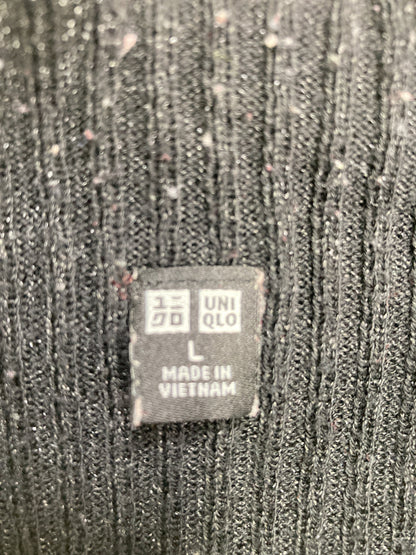 ユニ UNI
クロ QLO
L
MADE IN
VIETNAM